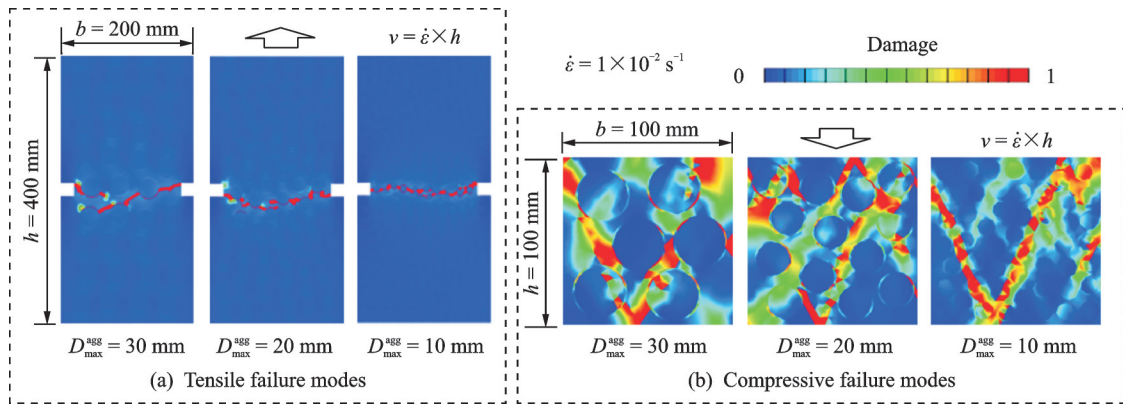 b = 200 mm
v = ε̇ × h
h = 400 mm
D_max^agg = 30 mm
D_max^agg = 20 mm
D_max^agg = 10 mm
(a) Tensile failure modes
ε̇ = 1 × 10⁻² s⁻¹
Damage
0
1
b = 100 mm
v = ε̇ × h
h = 100 mm
D_max^agg = 30 mm
D_max^agg = 20 mm
D_max^agg = 10 mm
(b) Compressive failure modes